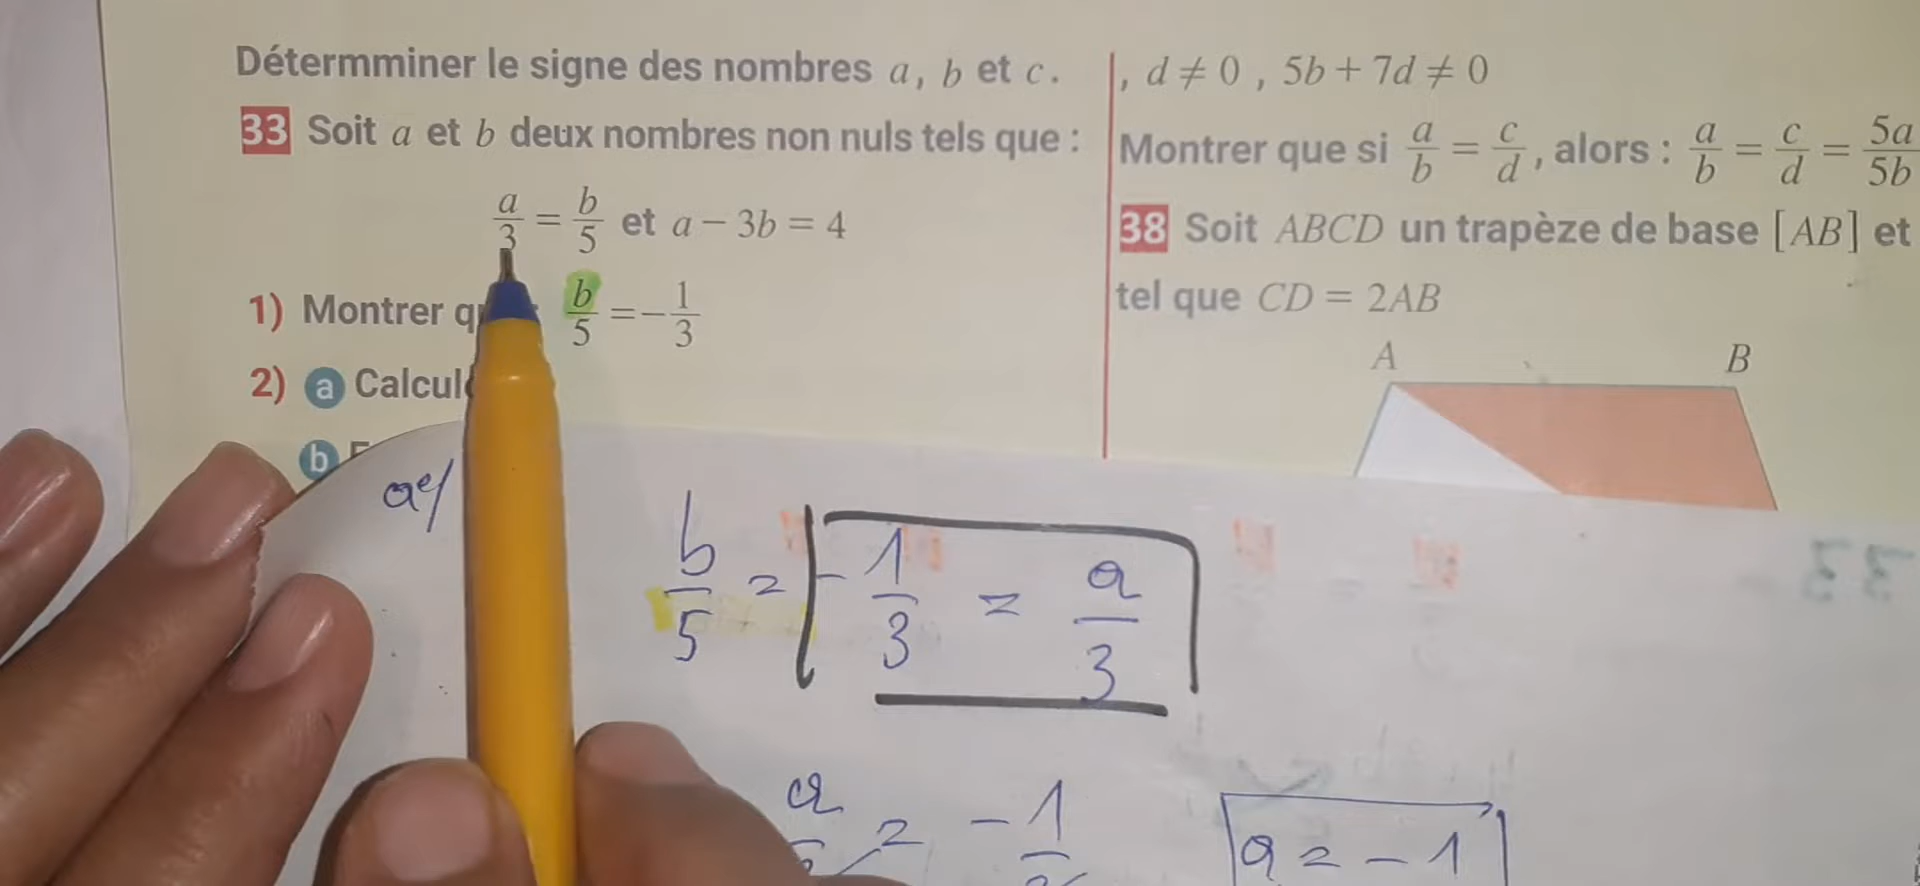 Détermminer le signe des nombres a, b et c.
33 Soit a et b deux nombres non nuls tels que :
a/3 = b/5 et a − 3b = 4
1) Montrer b/5 = −1/3
2) a Calcul
b
, d ≠ 0 , 5b + 7d ≠ 0
Montrer que si a/b = c/d, alors : a/b = c/d = 5a/5b
38 Soit ABCD un trapèze de base [AB] et
tel que CD = 2AB
A B
b/5 = -1/3 = a/3
a = -1
a = -1